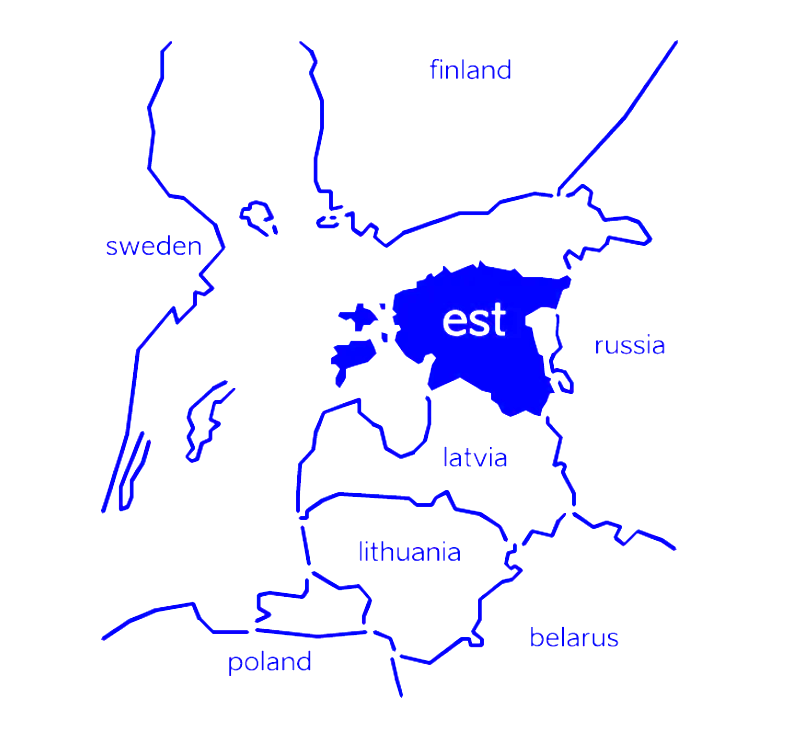 finland
sweden
est
russia
latvia
lithuania
belarus
poland